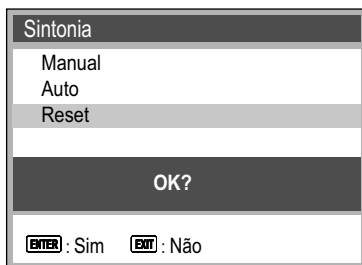 Sintonia
Manual
Auto
Reset
OK?
ENTER : Sim EXIT : Não